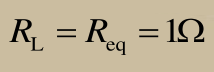 R_L = R_eq = 1Ω